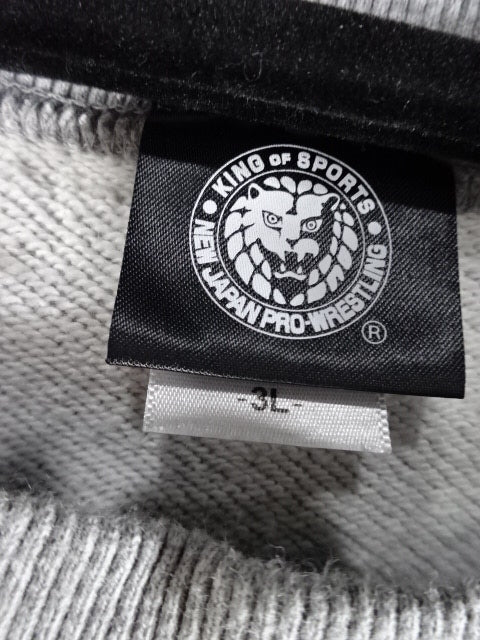 KING OF SPORTS
NEW JAPAN PRO-WRESTLING
®
-3L-